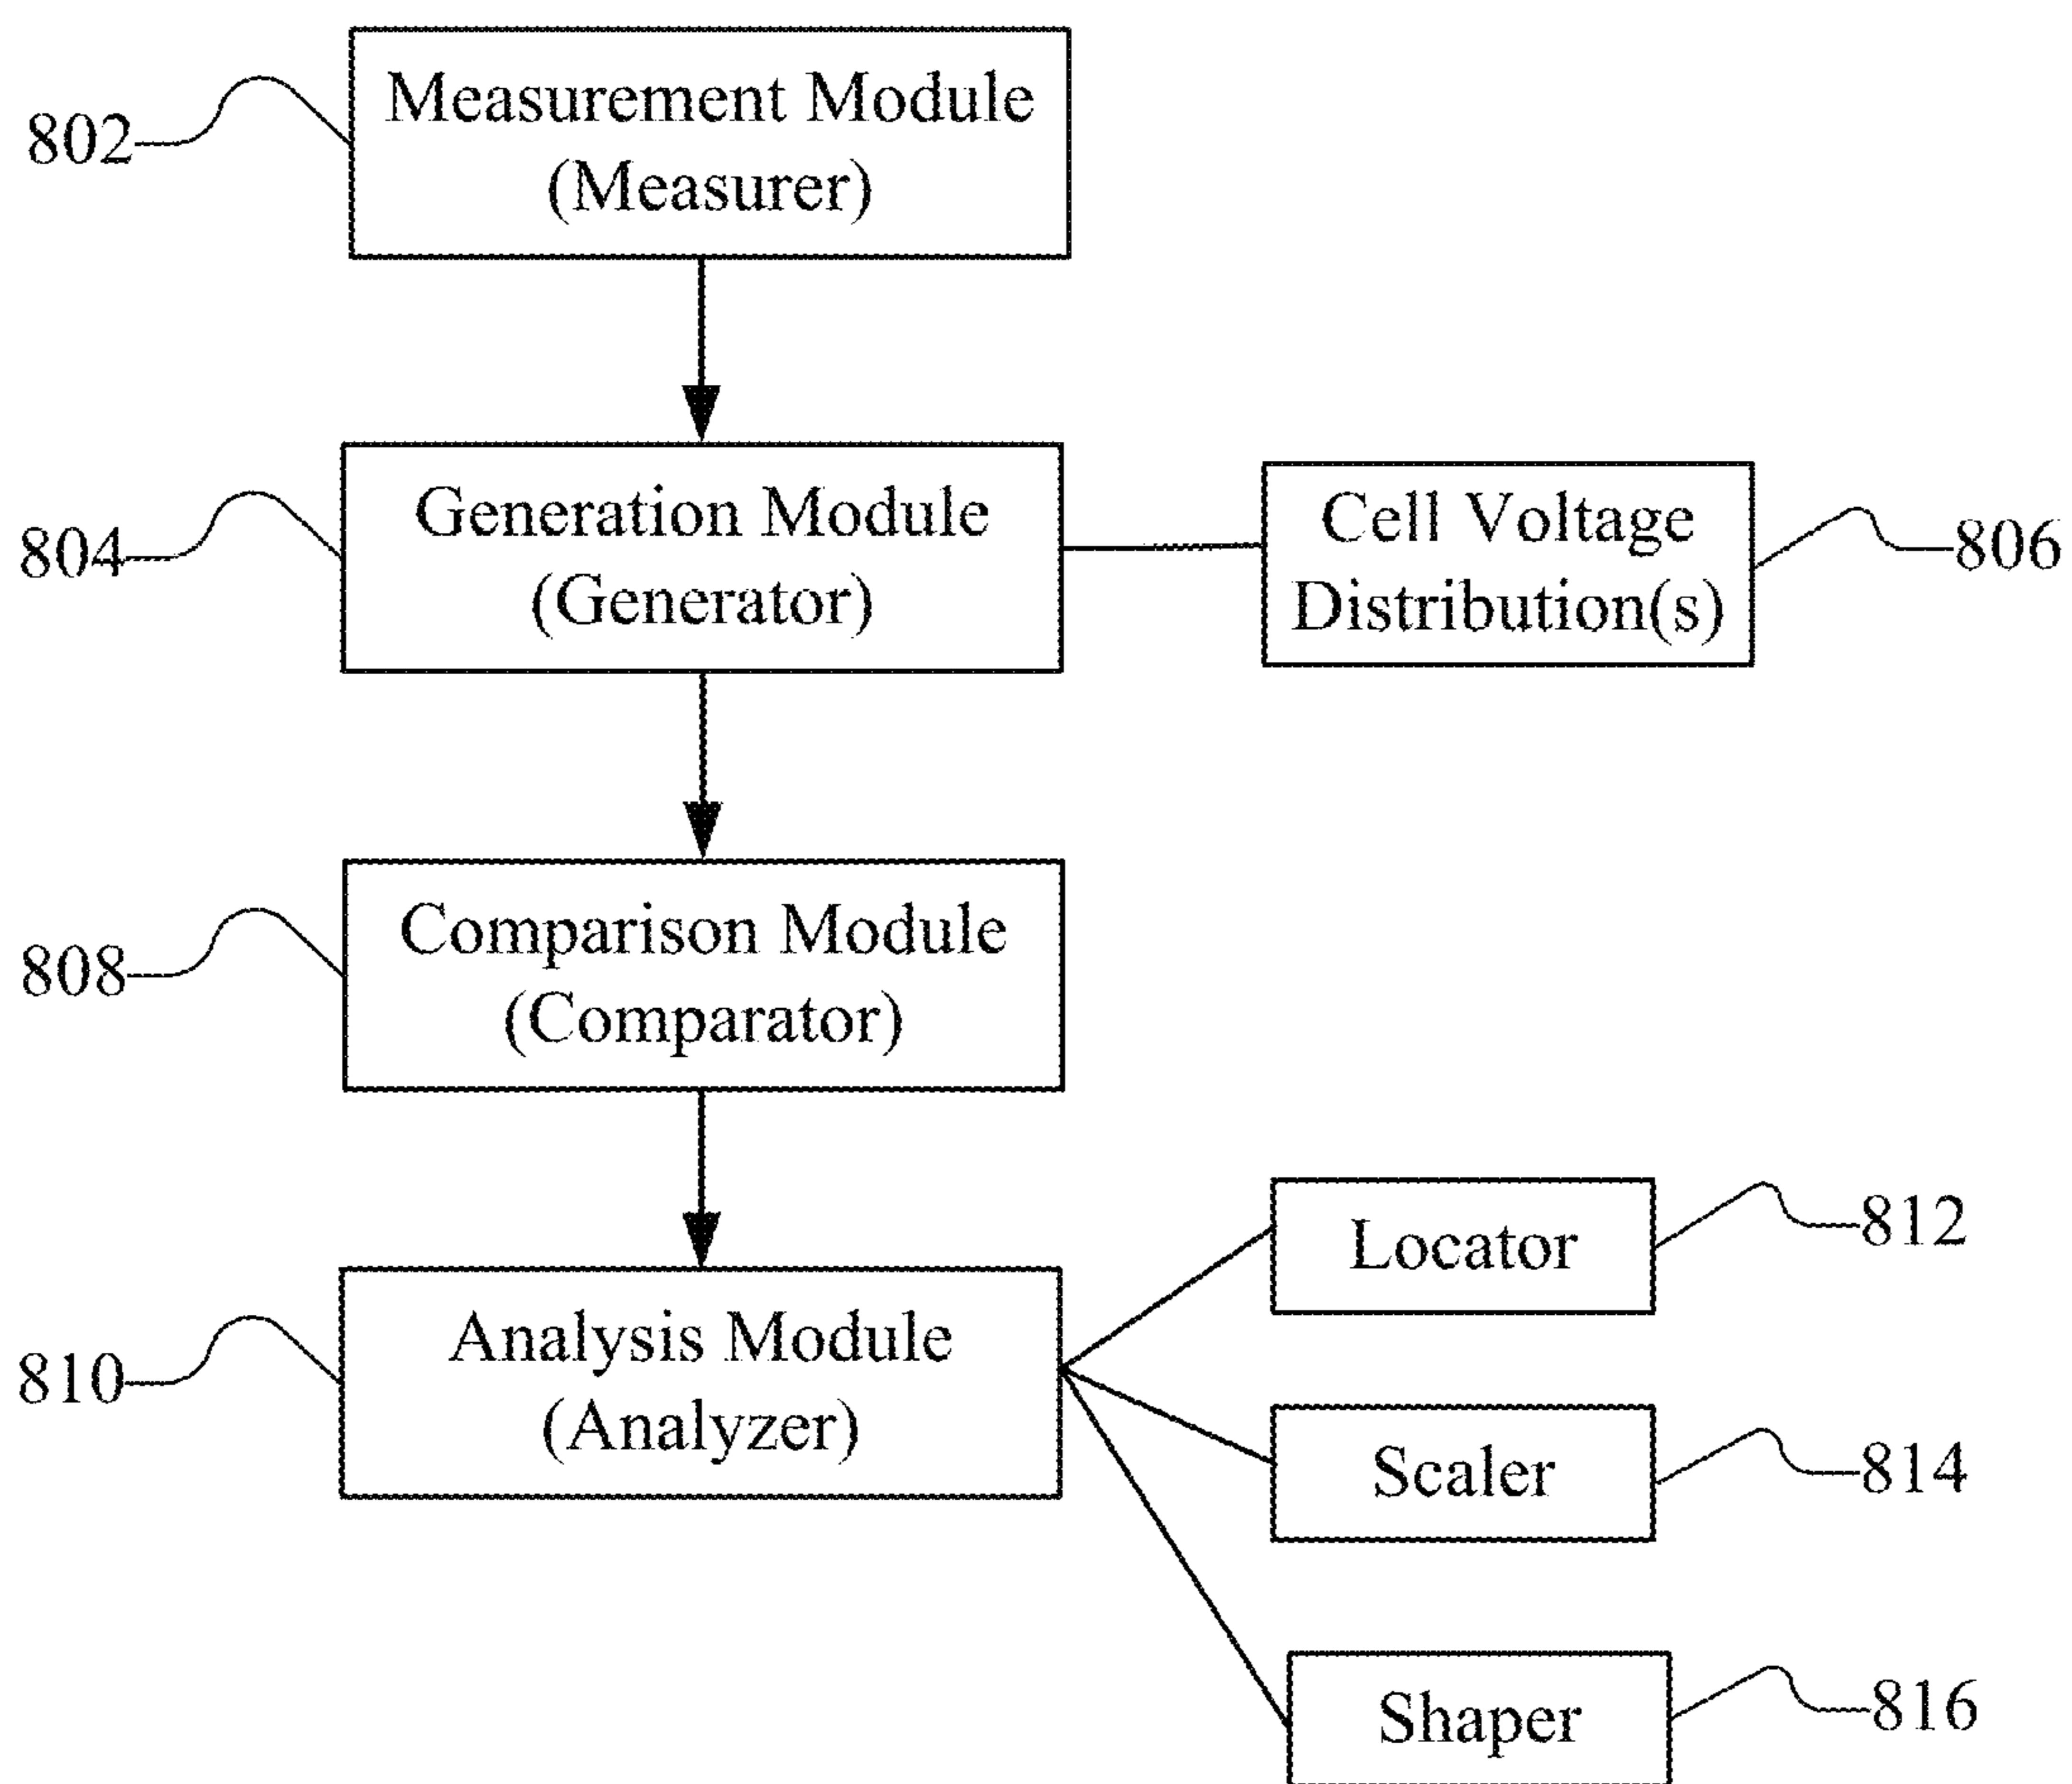 Measurement Module
(Measurer)
802
Generation Module
(Generator)
804
Cell Voltage
Distribution(s)
806
Comparison Module
(Comparator)
808
Analysis Module
(Analyzer)
810
Locator
812
Scaler
814
Shaper
816